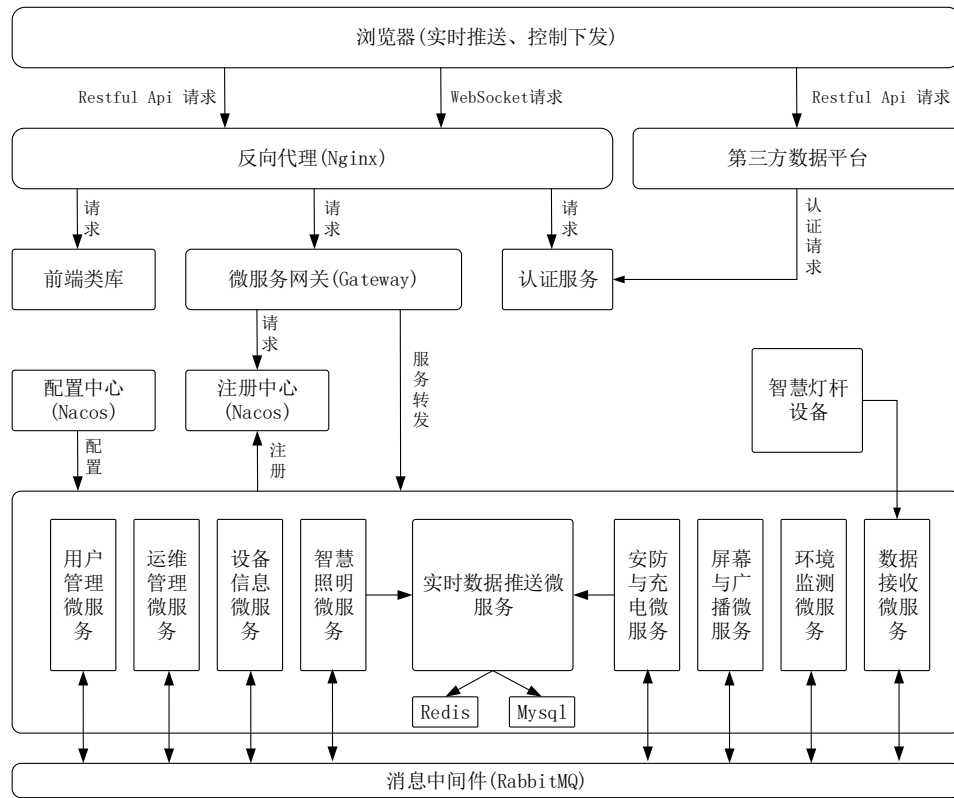 浏览器(实时推送、控制下发)
Restful Api 请求
WebSocket请求
Restful Api 请求
反向代理(Nginx)
第三方数据平台
请
求
请
求
请
求
认
证
请
求
前端类库
微服务网关(Gateway)
认证服务
请
求
服
务
转
发
配置中心
(Nacos)
注册中心
(Nacos)
智慧灯杆
设备
配
置
注
册
用户
管理
微服
务
运维
管理
微服
务
设备
信息
微服
务
智慧
照明
微服
务
实时数据推送微
服务
安防
与充
电微
服务
屏幕
与广
播微
服务
环境
监测
微服
务
数据
接收
微服
务
Redis
Mysql
消息中间件(RabbitMQ)